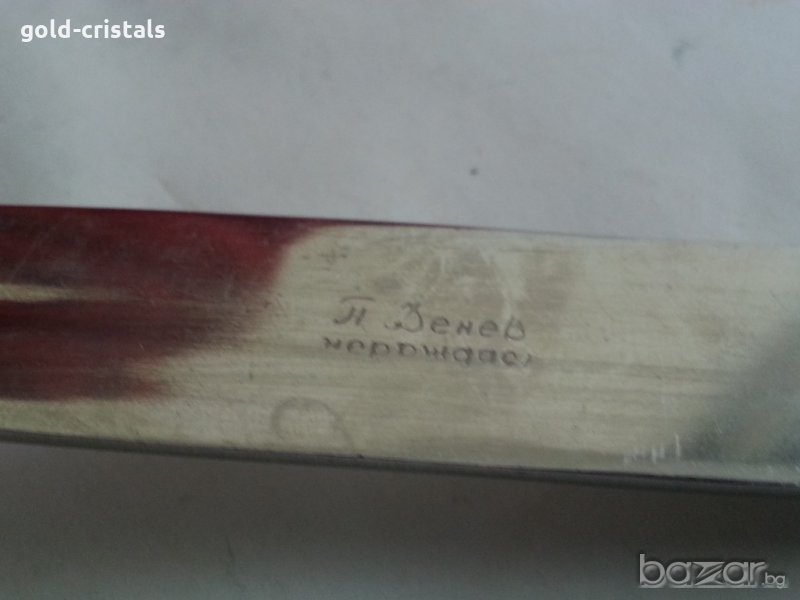 gold-cristals
П Зенев
неръждаем
bazar.bg